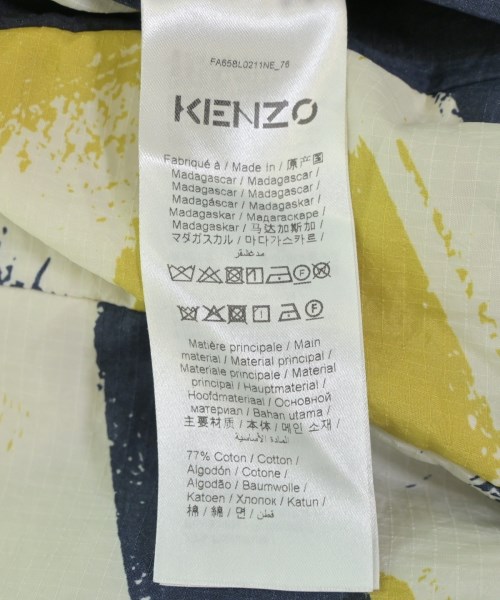 FA65BL0211NE_76
KENZO
Fabriqué à / Made In / 原产国
Madagascar / Madagascar /
Madagascar / Madagascar /
Madagascar / Madagaskar /
Madagaskar / Мадагаскаре /
Madagaskar / 马达加斯加 /
マダガスカル / 마다가스카르 /
مدغشقر
Matière principale / Main
material / Material principal /
Materiale principale / Material
principal / Hauptmaterial /
Hoofdmateriaal / Основной
материал / Bahan utama /
主要材质 / 本体 / 메인 소재 /
المادة الأساسية
77% Coton / Cotton /
Algodón / Cotone /
Algodão / Baumwolle /
Katoen / Хлопок / Katun /
棉 / 綿 / 면 / قطن